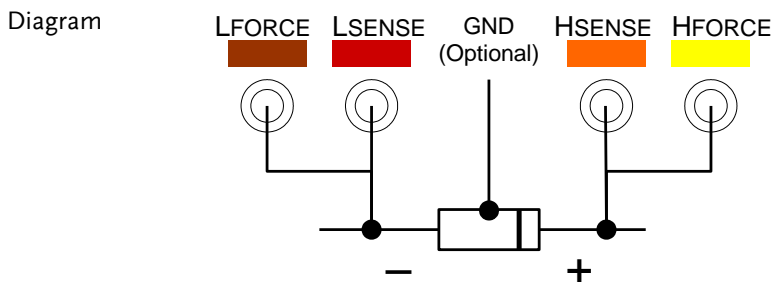 Diagram
LFORCE LSENSE GND HSENSE HFORCE
(Optional)
− +